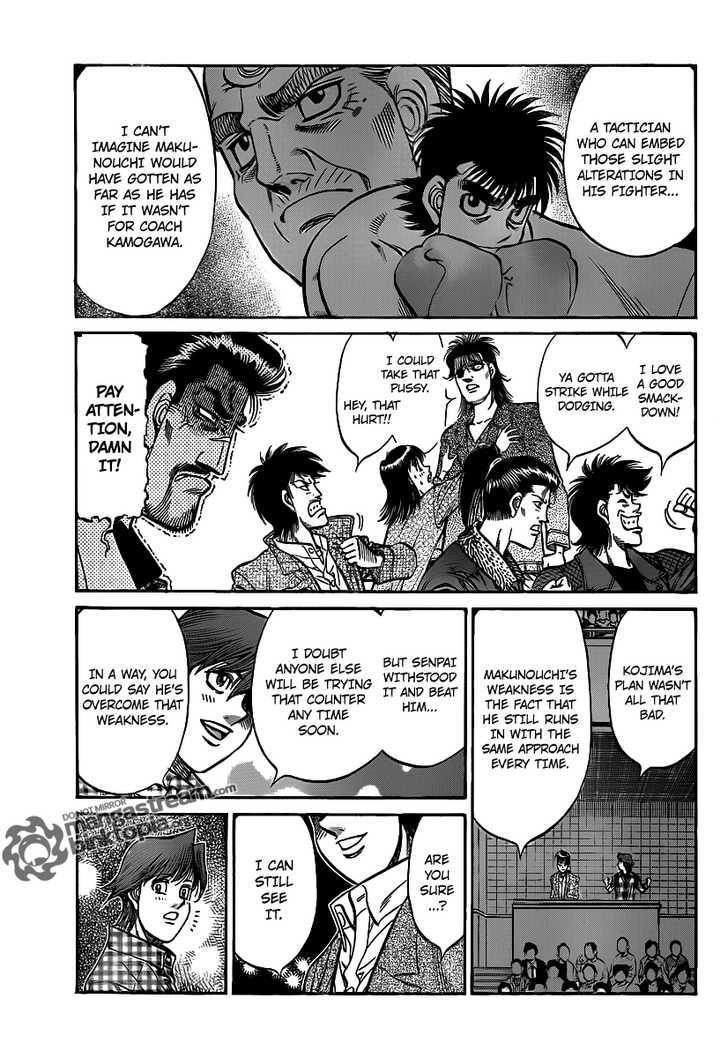 A TACTICIAN
WHO CAN EMBED
THOSE SLIGHT
ALTERATIONS IN
HIS FIGHTER...
I CAN'T
IMAGINE MAKU-
NOUCHI WOULD
HAVE GOTTEN AS
FAR AS HE HAS
IF IT WASN'T
FOR COACH
KAMOGAWA.
I LOVE
A GOOD
SMACK-
DOWN!
YA GOTTA
STRIKE WHILE
DODGING.
I COULD
TAKE THAT
PUSSY.
HEY, THAT
HURT!!
PAY
ATTEN-
TION,
DAMN
IT!
KOJIMA'S
PLAN WASN'T
ALL THAT
BAD.
MAKUNOUCHI'S
WEAKNESS IS
THE FACT THAT
HE STILL RUNS
IN WITH THE
SAME APPROACH
EVERY TIME.
BUT SENPAI
WITHSTOOD
IT AND BEAT
HIM...
I DOUBT
ANYONE ELSE
WILL BE TRYING
THAT COUNTER
ANY TIME
SOON.
IN A WAY, YOU
COULD SAY HE'S
OVERCOME THAT
WEAKNESS.
ARE
YOU
SURE
...?
I CAN
STILL
SEE
IT.
DO NOT MIRROR
mangastream.com